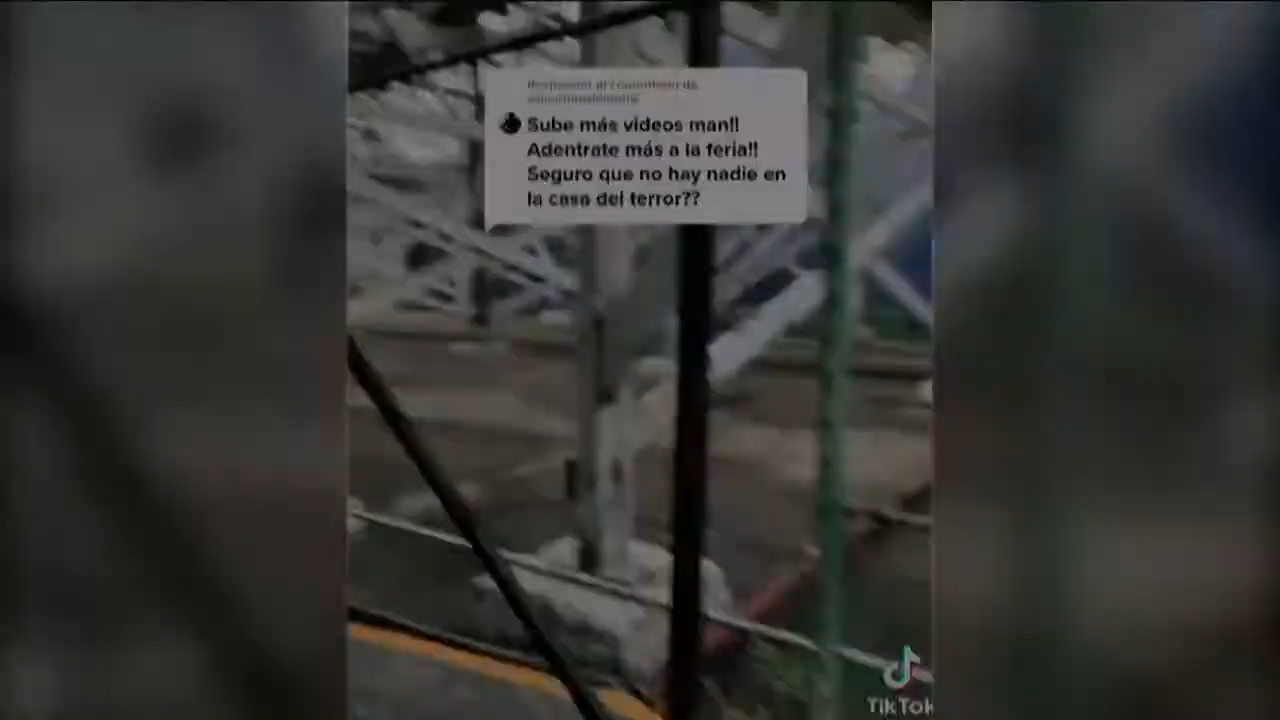 Sube más videos man!!
Adentrate más a la feria!!
Seguro que no hay nadie en
la casa del terror??
TikTok